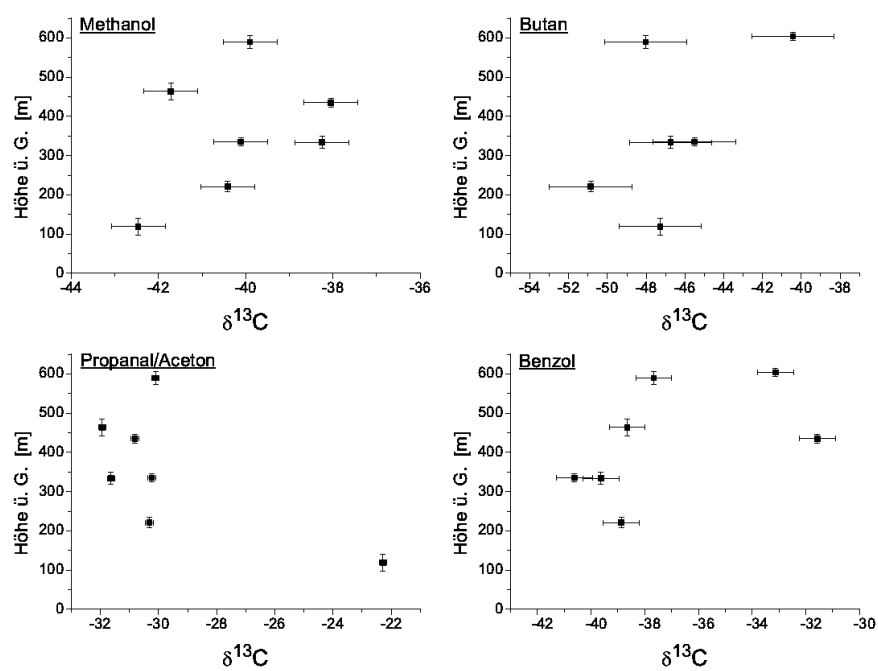 Methanol
600
500
400
300
200
100
0
Höhe ü. G. [m]
-44 -42 -40 -38 -36
δ¹³C
Butan
600
500
400
300
200
100
0
Höhe ü. G. [m]
-54 -52 -50 -48 -46 -44 -42 -40 -38
δ¹³C
Propanal/Aceton
600
500
400
300
200
100
0
Höhe ü. G. [m]
-32 -30 -28 -26 -24 -22
δ¹³C
Benzol
600
500
400
300
200
100
0
Höhe ü. G. [m]
-42 -40 -38 -36 -34 -32 -30
δ¹³C